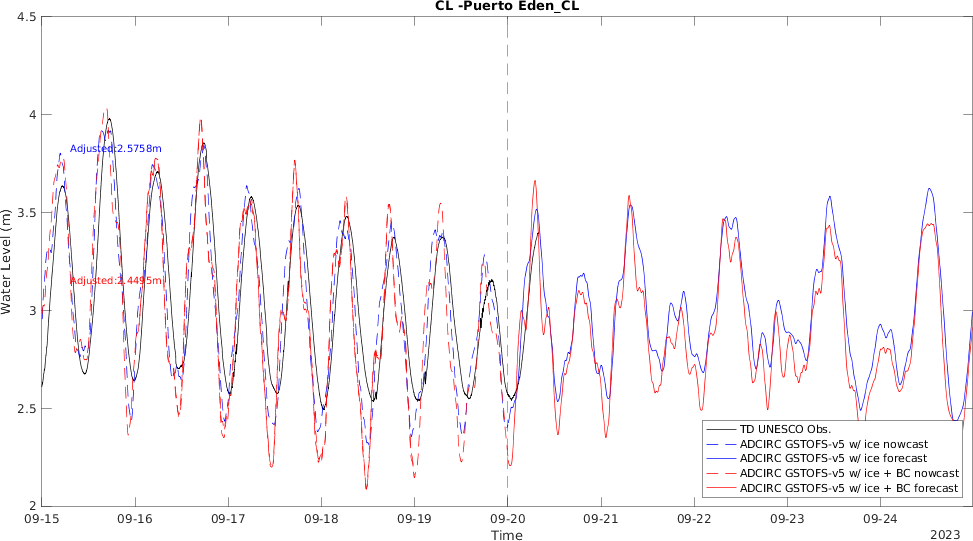 CL -Puerto Eden_CL
4.5
4
Adjusted:2.5758m
3.5
Adjusted:2.4495m
Water Level (m)
3
2.5
TD UNESCO Obs.
ADCIRC GSTOFS-v5 w/ ice nowcast
ADCIRC GSTOFS-v5 w/ ice forecast
ADCIRC GSTOFS-v5 w/ ice + BC nowcast
ADCIRC GSTOFS-v5 w/ ice + BC forecast
2
09-15 09-16 09-17 09-18 09-19 09-20 09-21 09-22 09-23 09-24
Time
2023